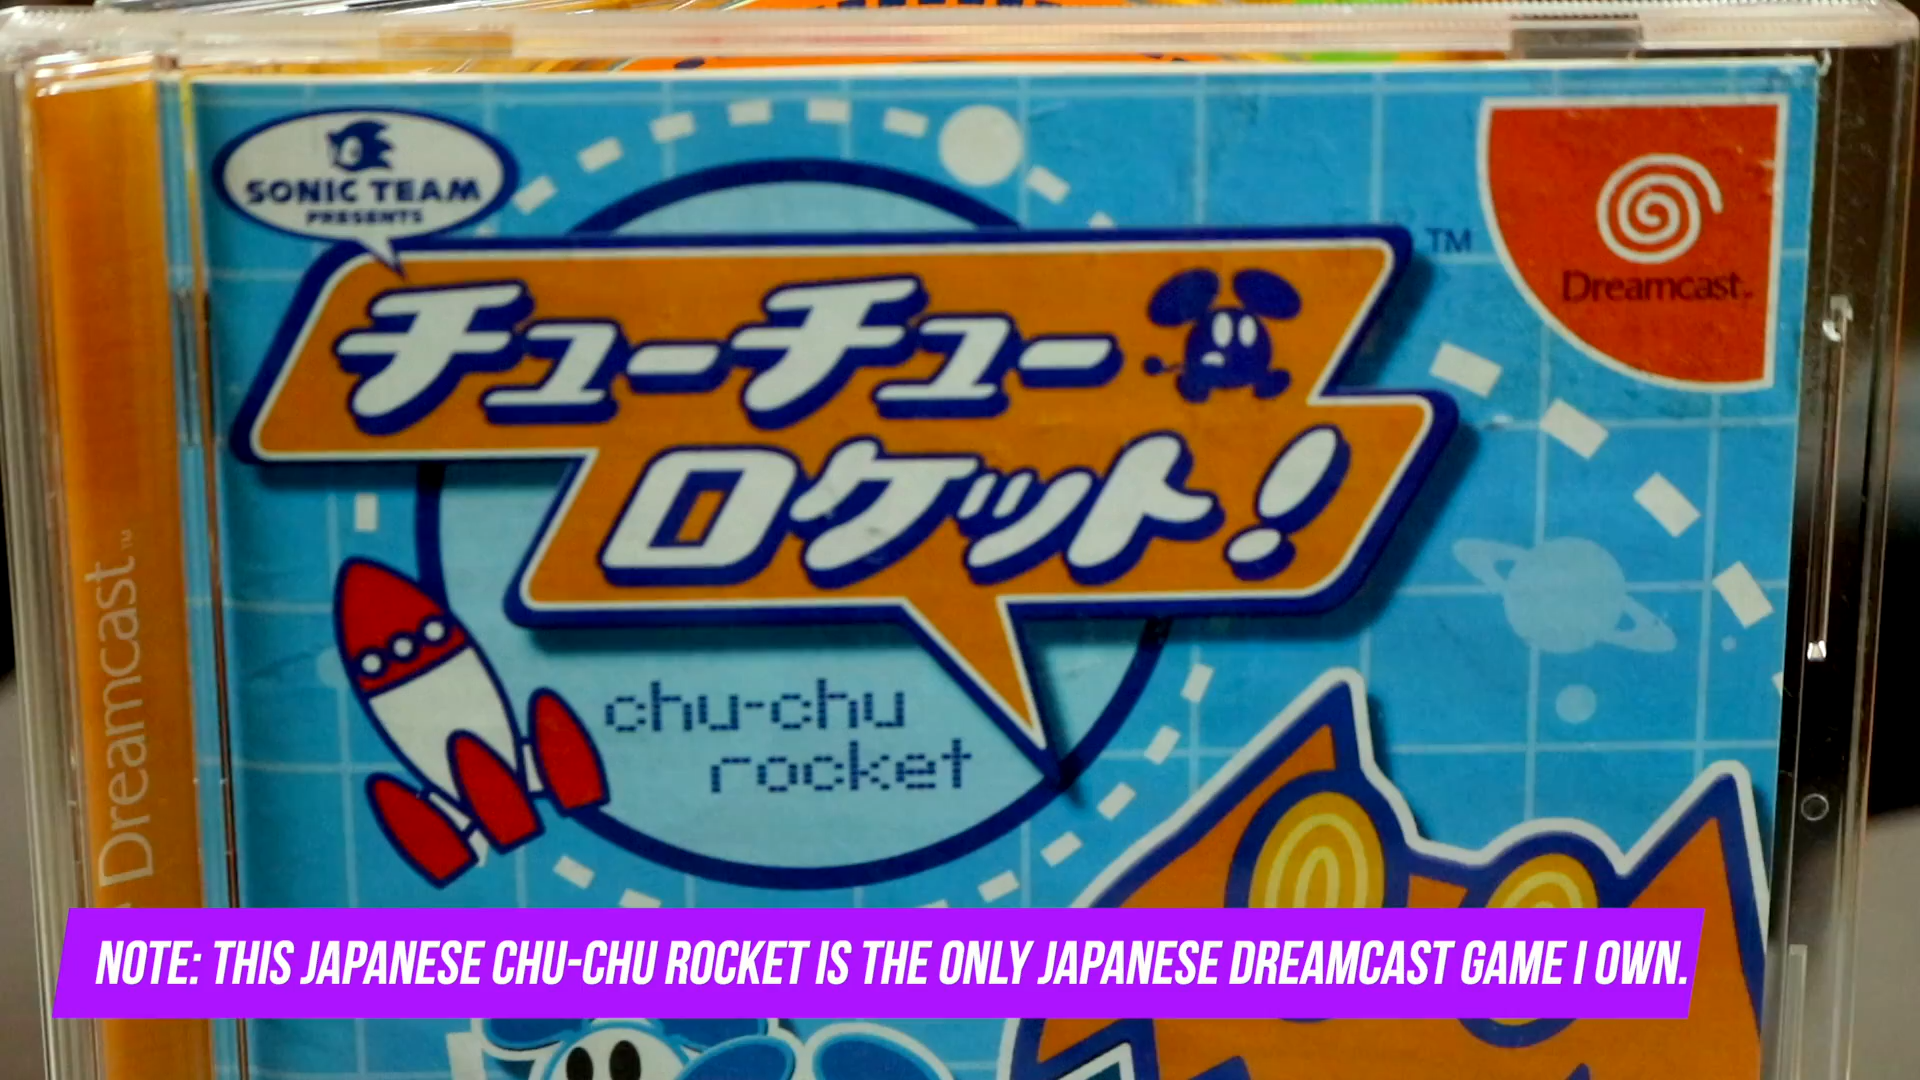 SONIC TEAM
PRESENTS
チューチュー
ロケット!
TM
Dreamcast
chu-chu
rocket
Dreamcast™
NOTE: THIS JAPANESE CHU-CHU ROCKET IS THE ONLY JAPANESE DREAMCAST GAME I OWN.